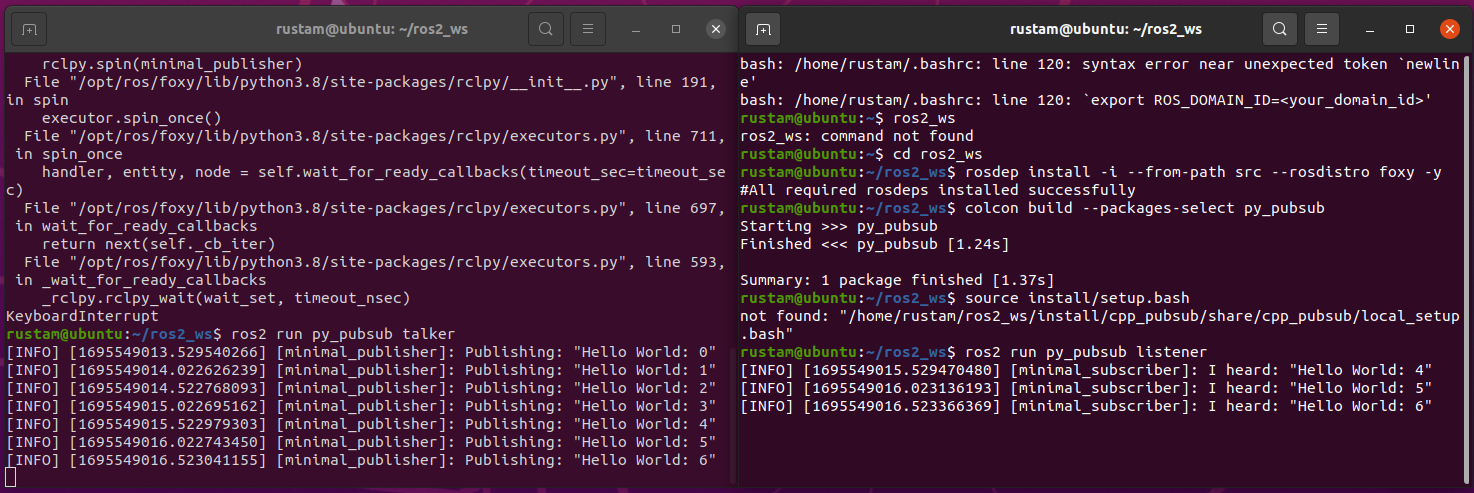 rustam@ubuntu: ~/ros2_ws
rclpy.spin(minimal_publisher)
File "/opt/ros/foxy/lib/python3.8/site-packages/rclpy/__init__.py", line 191,
in spin
executor.spin_once()
File "/opt/ros/foxy/lib/python3.8/site-packages/rclpy/executors.py", line 711,
in spin_once
handler, entity, node = self.wait_for_ready_callbacks(timeout_sec=timeout_se
c)
File "/opt/ros/foxy/lib/python3.8/site-packages/rclpy/executors.py", line 697,
in wait_for_ready_callbacks
return next(self._cb_iter)
File "/opt/ros/foxy/lib/python3.8/site-packages/rclpy/executors.py", line 593,
in _wait_for_ready_callbacks
_rclpy.rclpy_wait(wait_set, timeout_nsec)
KeyboardInterrupt
rustam@ubuntu:~/ros2_ws$ ros2 run py_pubsub talker
[INFO] [1695549013.529540266] [minimal_publisher]: Publishing: "Hello World: 0"
[INFO] [1695549014.022626239] [minimal_publisher]: Publishing: "Hello World: 1"
[INFO] [1695549014.522768093] [minimal_publisher]: Publishing: "Hello World: 2"
[INFO] [1695549015.022695162] [minimal_publisher]: Publishing: "Hello World: 3"
[INFO] [1695549015.522979303] [minimal_publisher]: Publishing: "Hello World: 4"
[INFO] [1695549016.022743450] [minimal_publisher]: Publishing: "Hello World: 5"
[INFO] [1695549016.523041155] [minimal_publisher]: Publishing: "Hello World: 6"
rustam@ubuntu: ~/ros2_ws
bash: /home/rustam/.bashrc: line 120: syntax error near unexpected token `newlin
e'
bash: /home/rustam/.bashrc: line 120: `export ROS_DOMAIN_ID=<your_domain_id>'
rustam@ubuntu:~$ ros2_ws
ros2_ws: command not found
rustam@ubuntu:~$ cd ros2_ws
rustam@ubuntu:~/ros2_ws$ rosdep install -i --from-path src --rosdistro foxy -y
#All required rosdeps installed successfully
rustam@ubuntu:~/ros2_ws$ colcon build --packages-select py_pubsub
Starting >>> py_pubsub
Finished <<< py_pubsub [1.24s]
Summary: 1 package finished [1.37s]
rustam@ubuntu:~/ros2_ws$ source install/setup.bash
not found: "/home/rustam/ros2_ws/install/cpp_pubsub/share/cpp_pubsub/local_setup
.bash"
rustam@ubuntu:~/ros2_ws$ ros2 run py_pubsub listener
[INFO] [1695549015.529470480] [minimal_subscriber]: I heard: "Hello World: 4"
[INFO] [1695549016.023136193] [minimal_subscriber]: I heard: "Hello World: 5"
[INFO] [1695549016.523366369] [minimal_subscriber]: I heard: "Hello World: 6"